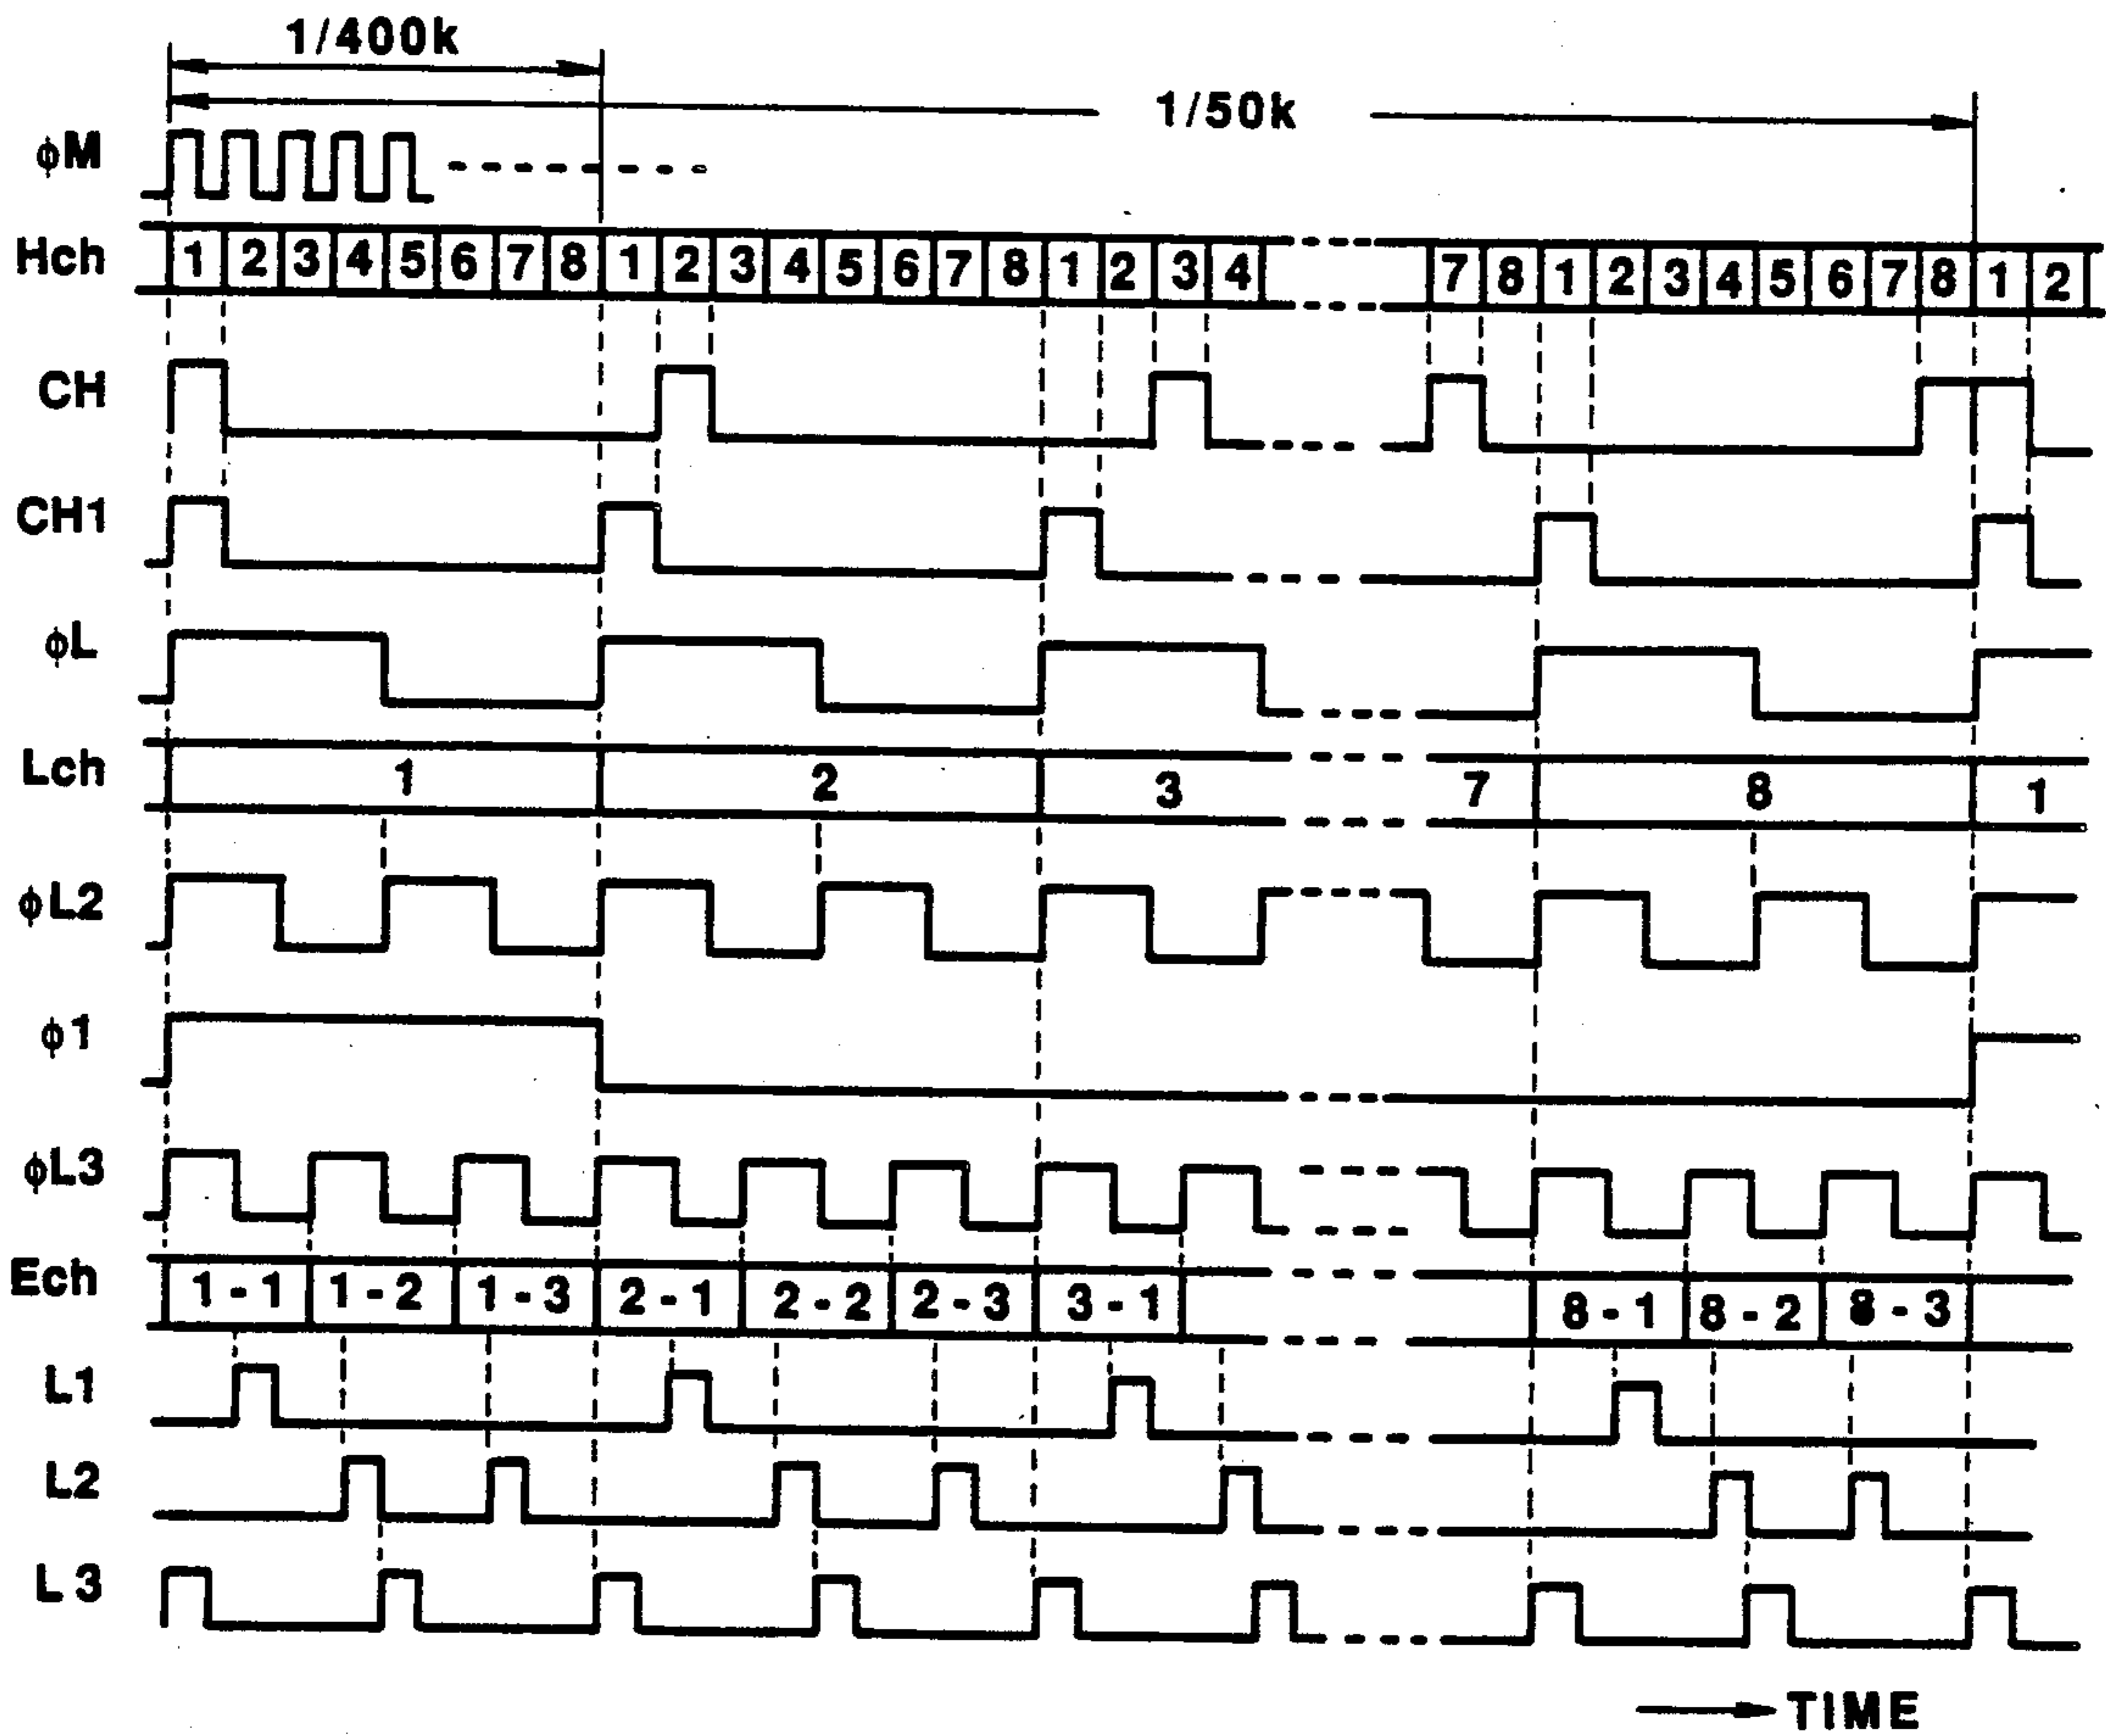 1/400k
1/50k
φM
Hch 1 2 3 4 5 6 7 8 1 2 3 4 5 6 7 8 1 2 3 4 7 8 1 2 3 4 5 6 7 8 1 2
CH
CH1
φL
Lch 1 2 3 7 8 1
φL2
φ1
φL3
Ech 1-1 1-2 1-3 2-1 2-2 2-3 3-1 8-1 8-2 8-3
L1
L2
L3
TIME